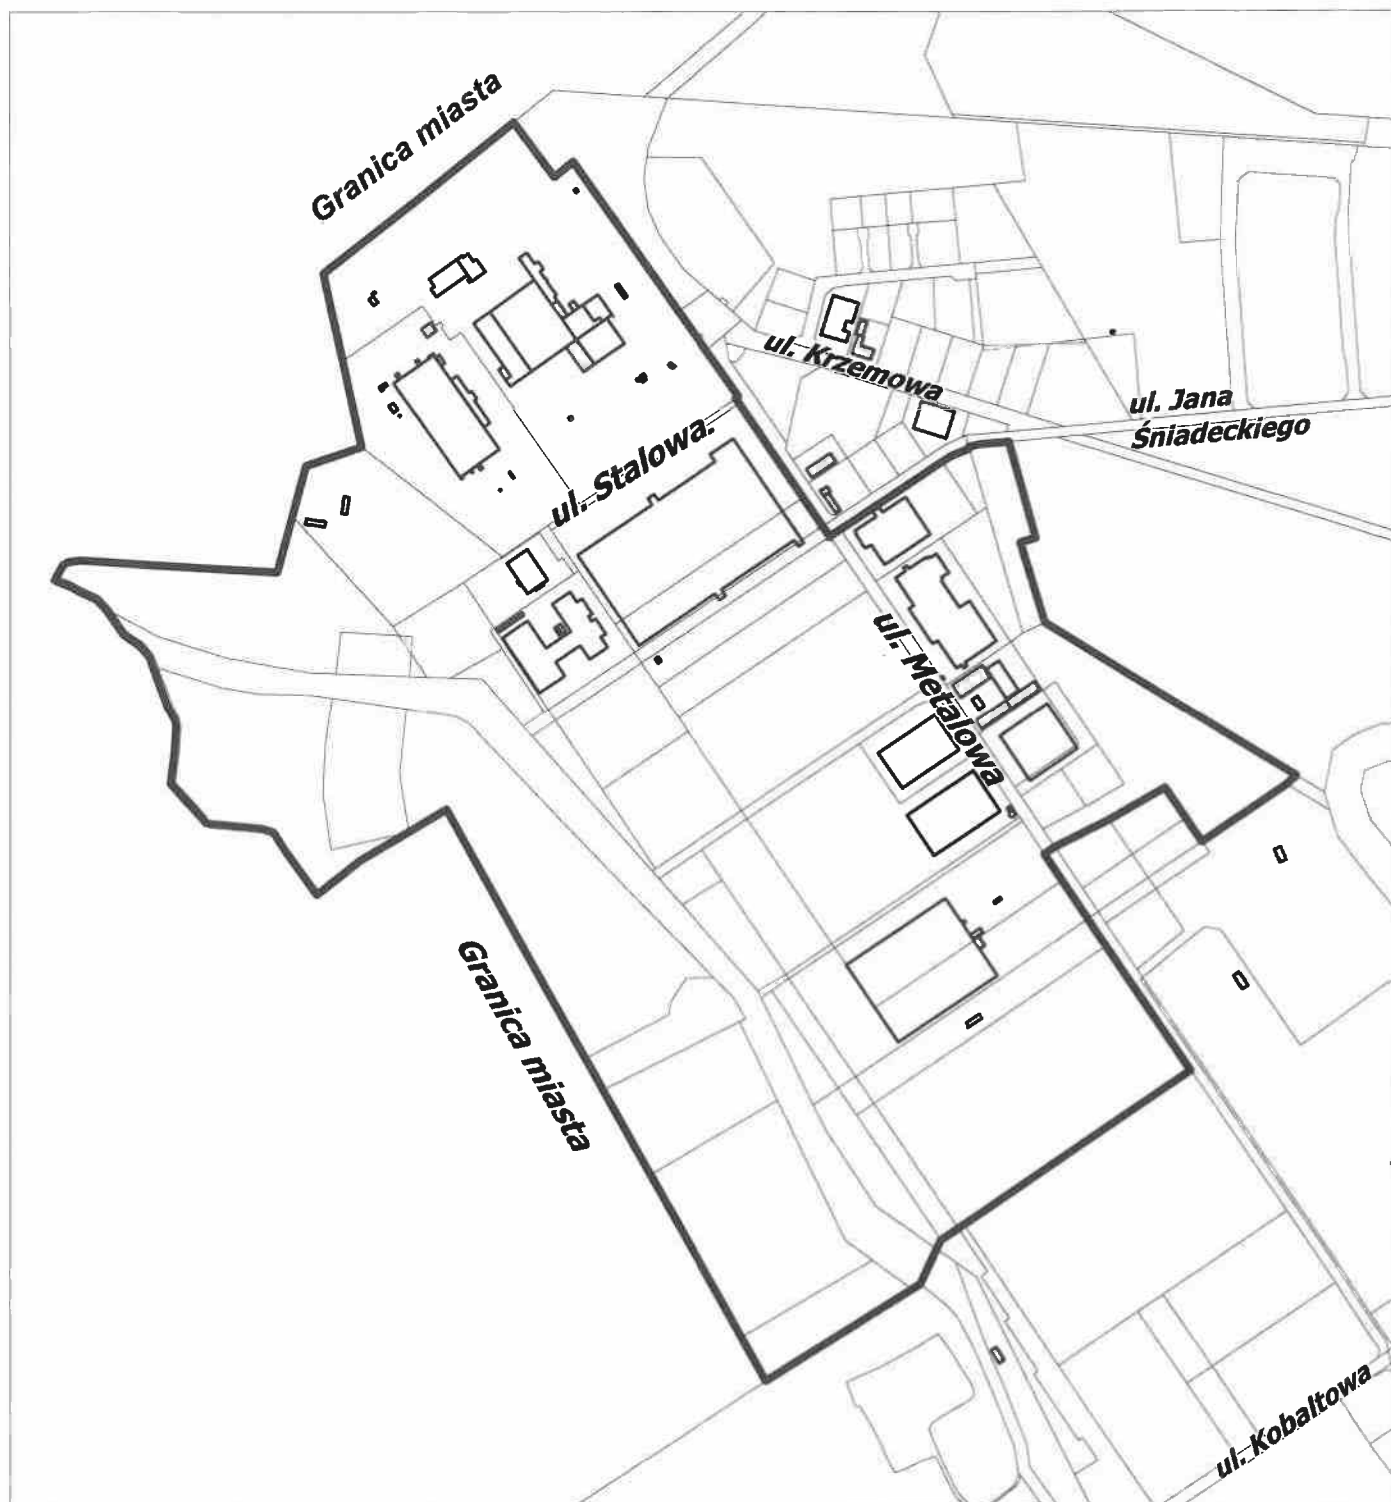 Granica miasta
ul. Krzemowa
ul. Jana
Śniadeckiego
ul. Stalowa.
ul. Metalowa
Granica miasta
ul. Kobaltowa